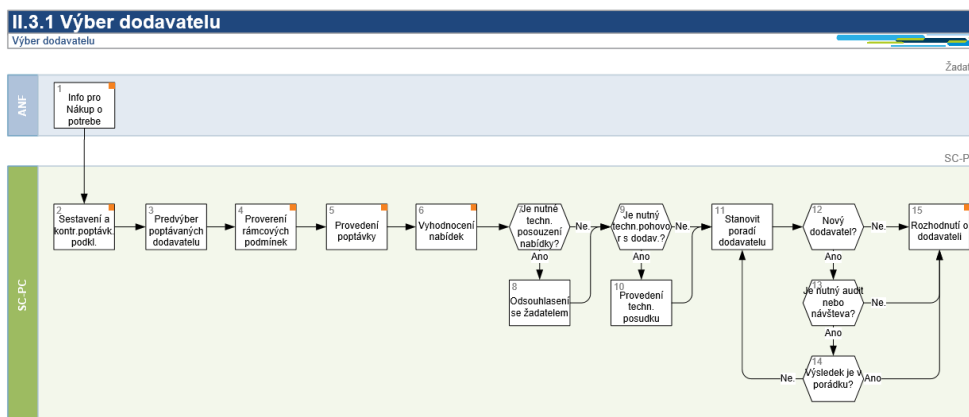 II.3.1 Výber dodavatelu
Výber dodavatelu
Žadat
ANF
1
Info pro
Nákup o
potrebe
SC-P
SC-PC
2
Sestavení a
kontr.poptávk.
podkl.
3
Predvýber
poptávaných
dodavatelu
4
Proverení
rámcových
podmínek
5
Provedení
poptávky
6
Vyhodnocení
nabídek
7
Je nutné
techn.
posouzení
nabídky?
Ne.
Ano
8
Odsouhlasení
se žadatelem
9
Je nutný
techn.pohovo
r s dodav.?
Ne.
Ano
10
Provedení
techn.
posudku
11
Stanovit
poradí
dodavatelu
12
Nový
dodavatel?
Ne.
Ano
13
Je nutný audit
nebo
návšteva?
Ne.
Ano
14
Výsledek je v
porádku?
Ne.
Ano
15
Rozhodnutí o
dodavateli